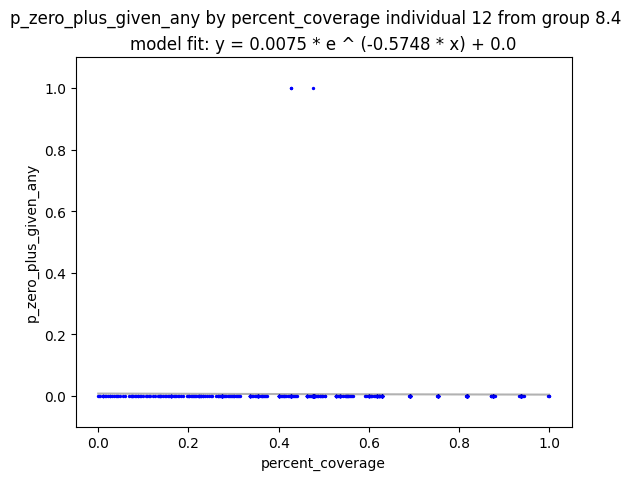 p_zero_plus_given_any by percent_coverage individual 12 from group 8.4
model fit: y = 0.0075 * e ^ (-0.5748 * x) + 0.0
1.0
0.8
0.6
0.4
0.2
0.0
p_zero_plus_given_any
0.0 0.2 0.4 0.6 0.8 1.0
percent_coverage